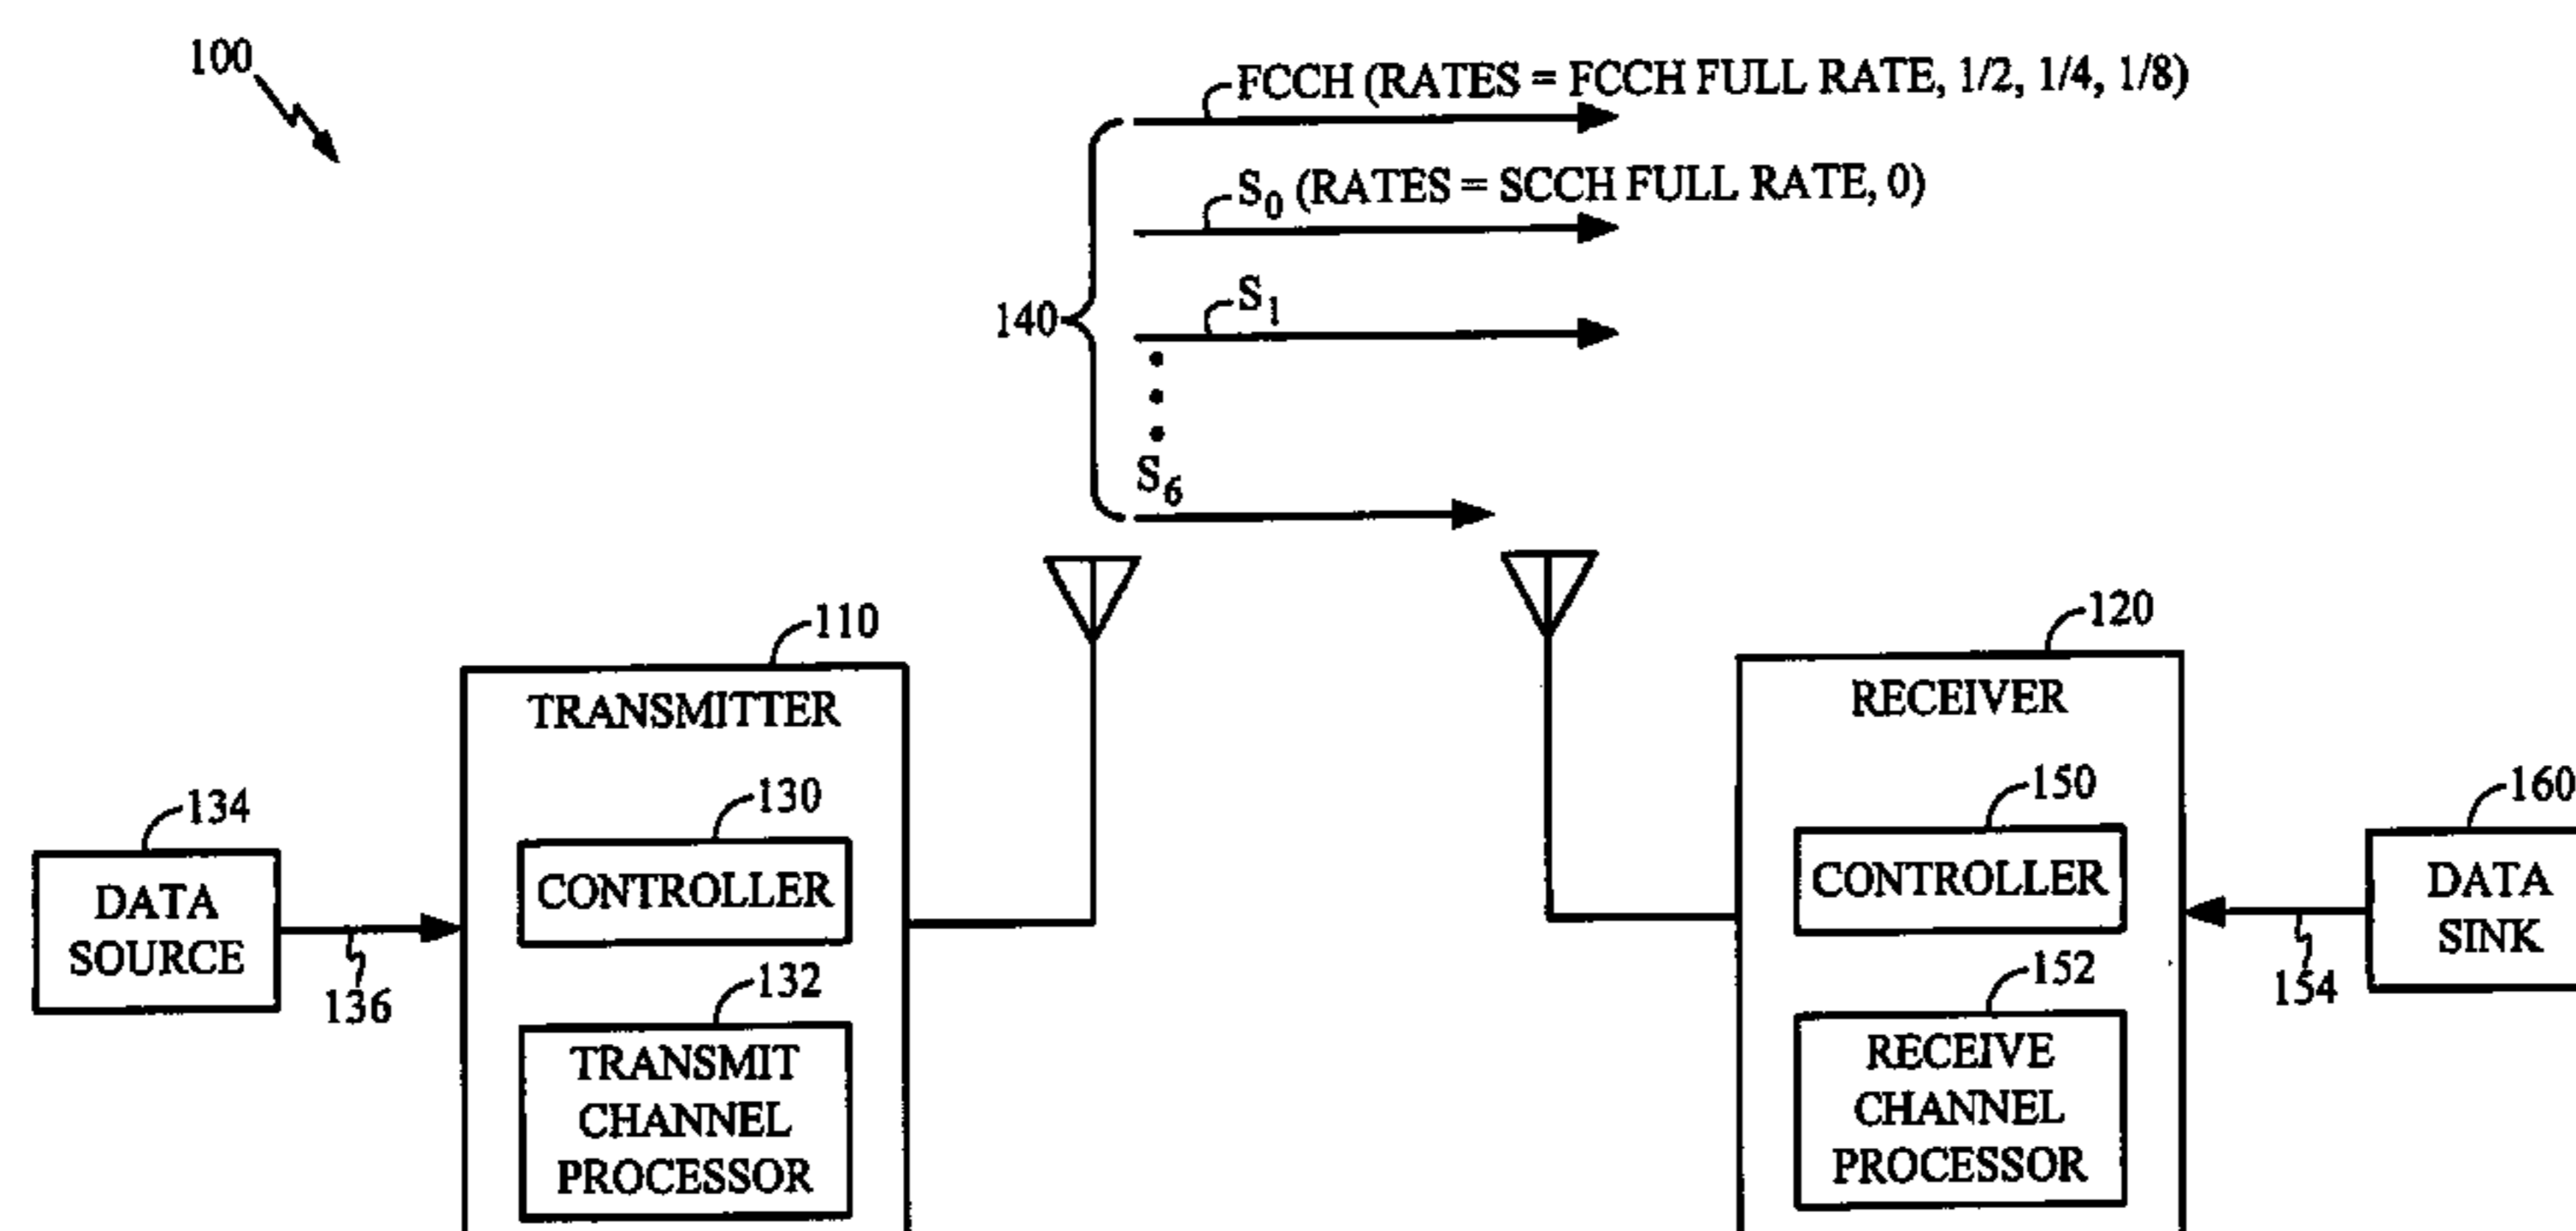 100
FCCH (RATES = FCCH FULL RATE, 1/2, 1/4, 1/8)
S0 (RATES = SCCH FULL RATE, 0)
S1
140
S6
110
120
TRANSMITTER
RECEIVER
134
130
150
160
DATA
SOURCE
CONTROLLER
CONTROLLER
DATA
SINK
136
132
152
154
TRANSMIT
CHANNEL
PROCESSOR
RECEIVE
CHANNEL
PROCESSOR